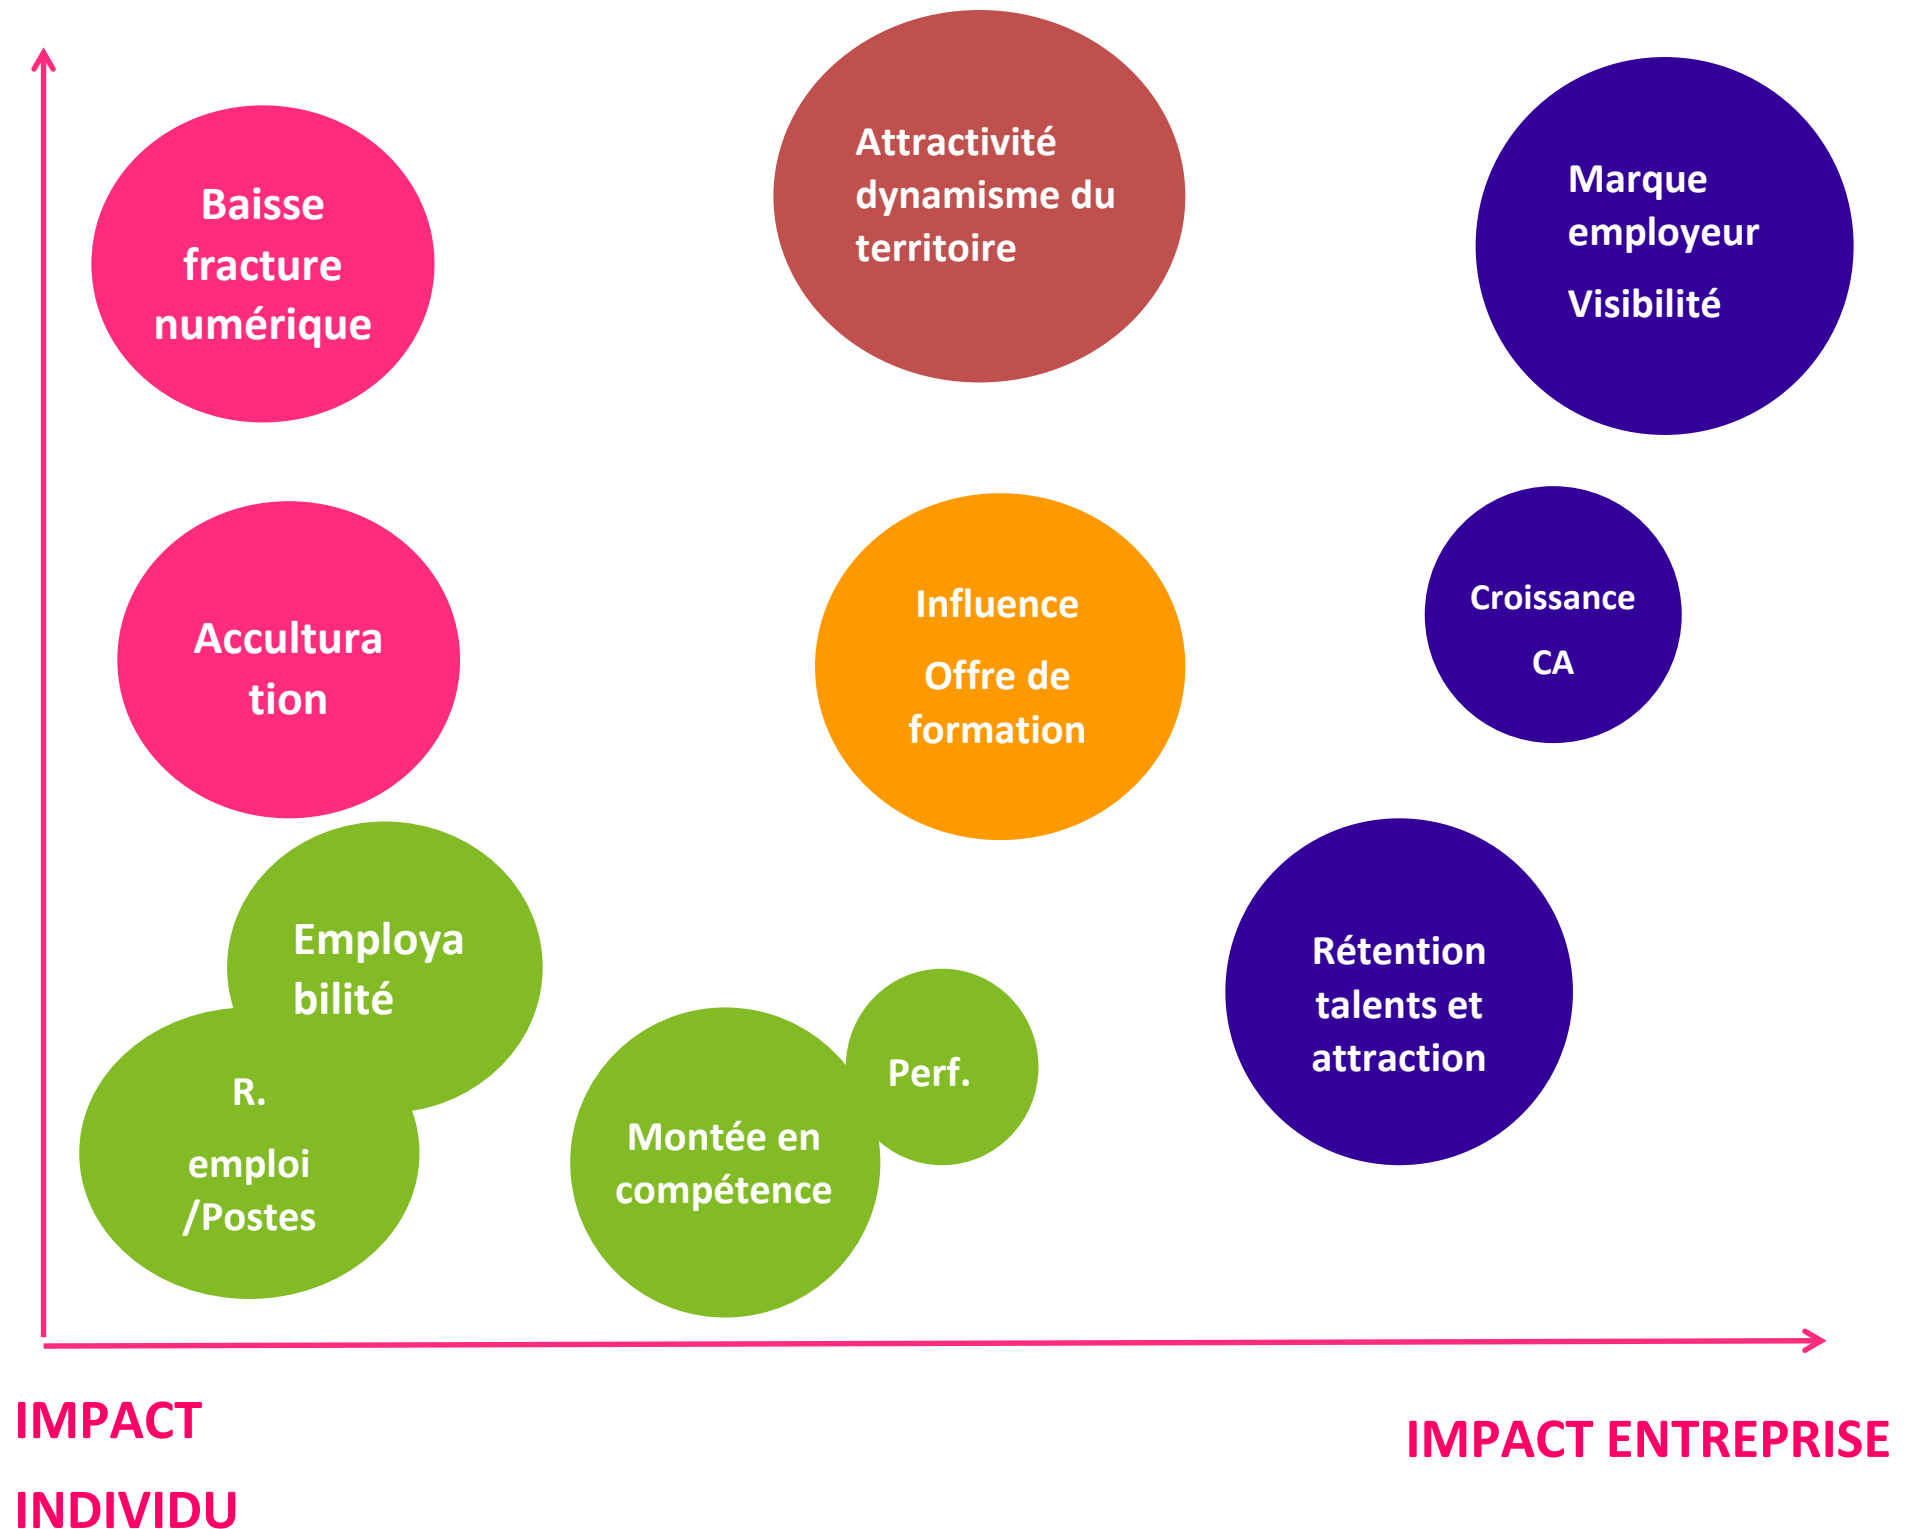 Baisse
fracture
numérique
Attractivité
dynamisme du
territoire
Marque
employeur
Visibilité
Accultura
tion
Influence
Offre de
formation
Croissance
CA
Employa
bilité
R.
emploi
/Postes
Montée en
compétence
Perf.
Rétention
talents et
attraction
IMPACT
INDIVIDU
IMPACT ENTREPRISE